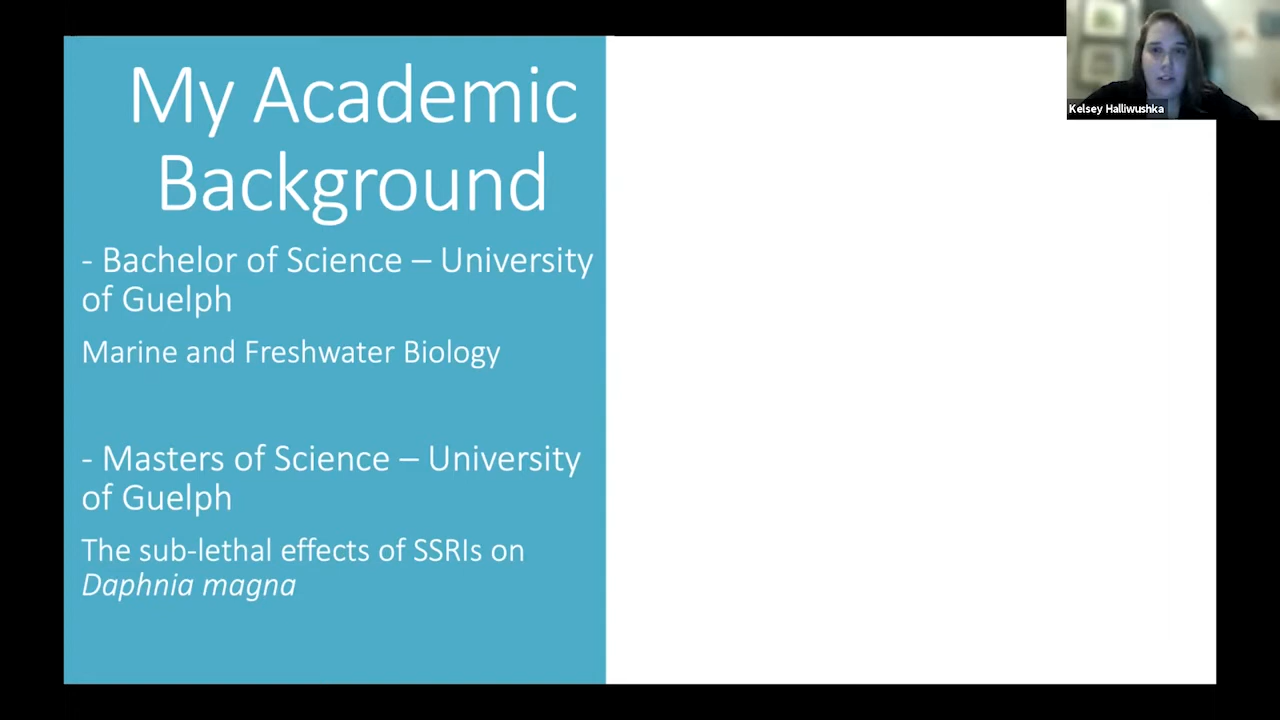 My Academic
Background
- Bachelor of Science – University
of Guelph
Marine and Freshwater Biology
- Masters of Science – University
of Guelph
The sub-lethal effects of SSRIs on
Daphnia magna
Kelsey Halliwushka